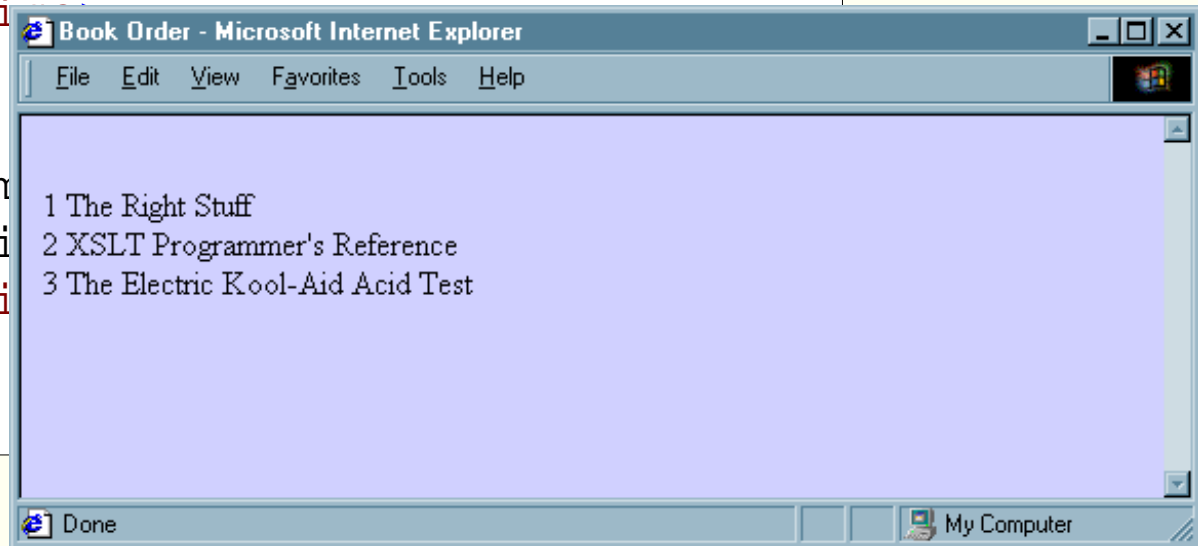 Book Order - Microsoft Internet Explorer
File Edit View Favorites Tools Help
1 The Right Stuff
2 XSLT Programmer's Reference
3 The Electric Kool-Aid Acid Test
Done My Computer